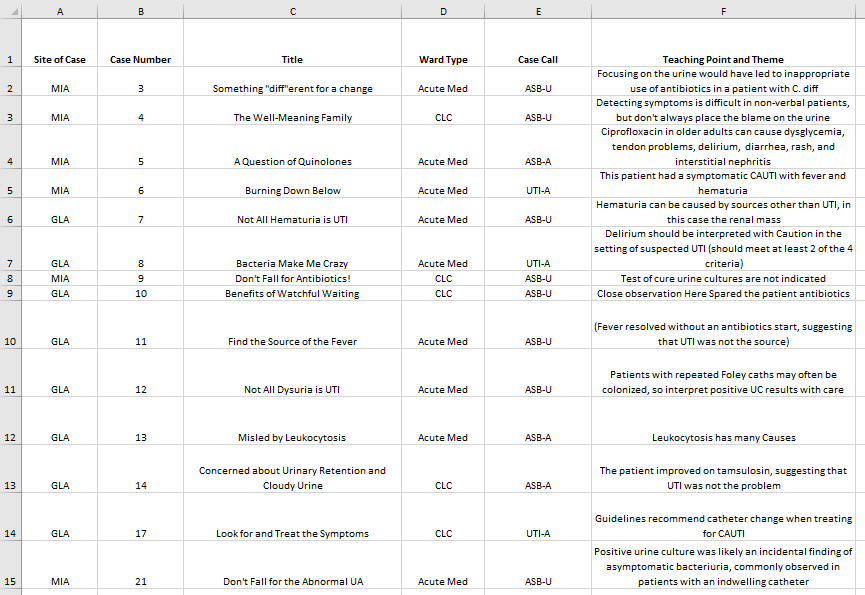 A B C D E F
1 Site of Case Case Number Title Ward Type Case Call Teaching Point and Theme
Focusing on the urine would have led to inappropriate
2 MIA 3 Something "diff"erent for a change Acute Med ASB-U use of antibiotics in a patient with C. diff
Detecting symptoms is difficult in non-verbal patients,
3 MIA 4 The Well-Meaning Family CLC ASB-U but don't always place the blame on the urine
Ciprofloxacin in older adults can cause dysglycemia,
tendon problems, delirium, diarrhea, rash, and
4 MIA 5 A Question of Quinolones Acute Med ASB-A interstitial nephritis
This patient had a symptomatic CAUTI with fever and
5 MIA 6 Burning Down Below Acute Med UTI-A hematuria
Hematuria can be caused by sources other than UTI, in
6 GLA 7 Not All Hematuria is UTI Acute Med ASB-U this case the renal mass
Delirium should be interpreted with Caution in the
setting of suspected UTI (should meet at least 2 of the 4
7 GLA 8 Bacteria Make Me Crazy Acute Med UTI-A criteria)
8 MIA 9 Don't Fall for Antibiotics! CLC ASB-U Test of cure urine cultures are not indicated
9 GLA 10 Benefits of Watchful Waiting CLC ASB-U Close observation Here Spared the patient antibiotics
(Fever resolved without an antibiotics start, suggesting
10 GLA 11 Find the Source of the Fever Acute Med ASB-U that UTI was not the source)
Patients with repeated Foley caths may often be
11 GLA 12 Not All Dysuria is UTI Acute Med ASB-U colonized, so interpret positive UC results with care
12 GLA 13 Misled by Leukocytosis Acute Med ASB-A Leukocytosis has many Causes
Concerned about Urinary Retention and The patient improved on tamsulosin, suggesting that
13 GLA 14 Cloudy Urine CLC ASB-A UTI was not the problem
Guidelines recommend catheter change when treating
14 GLA 17 Look for and Treat the Symptoms CLC UTI-A for CAUTI
Positive urine culture was likely an incidental finding of
asymptomatic bacteriuria, commonly observed in
15 MIA 21 Don't Fall for the Abnormal UA Acute Med ASB-U patients with an indwelling catheter